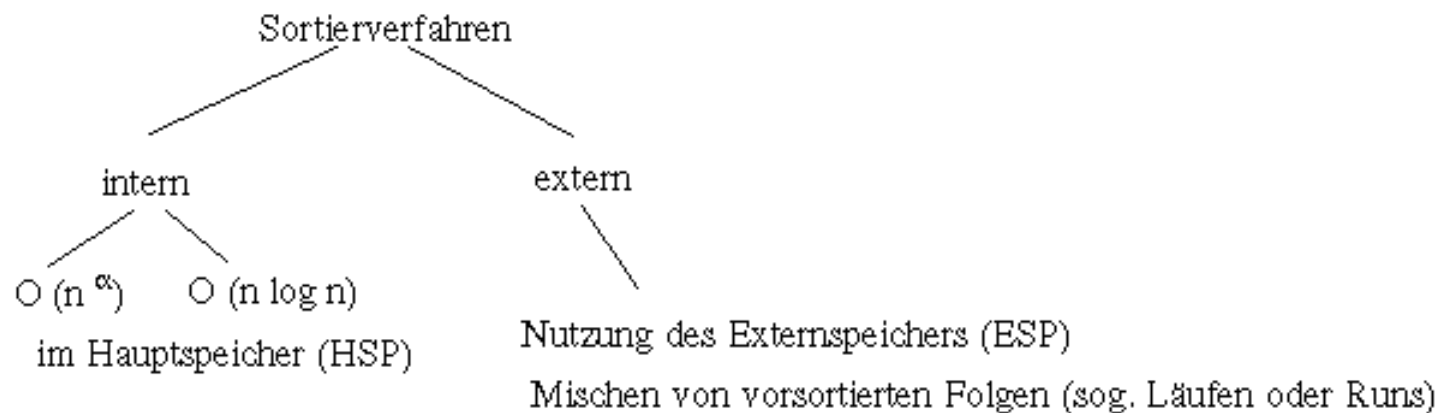 Sortierverfahren
intern extern
O (n^α) O (n log n)
im Hauptspeicher (HSP)
Nutzung des Externspeichers (ESP)
Mischen von vorsortierten Folgen (sog. Läufen oder Runs)